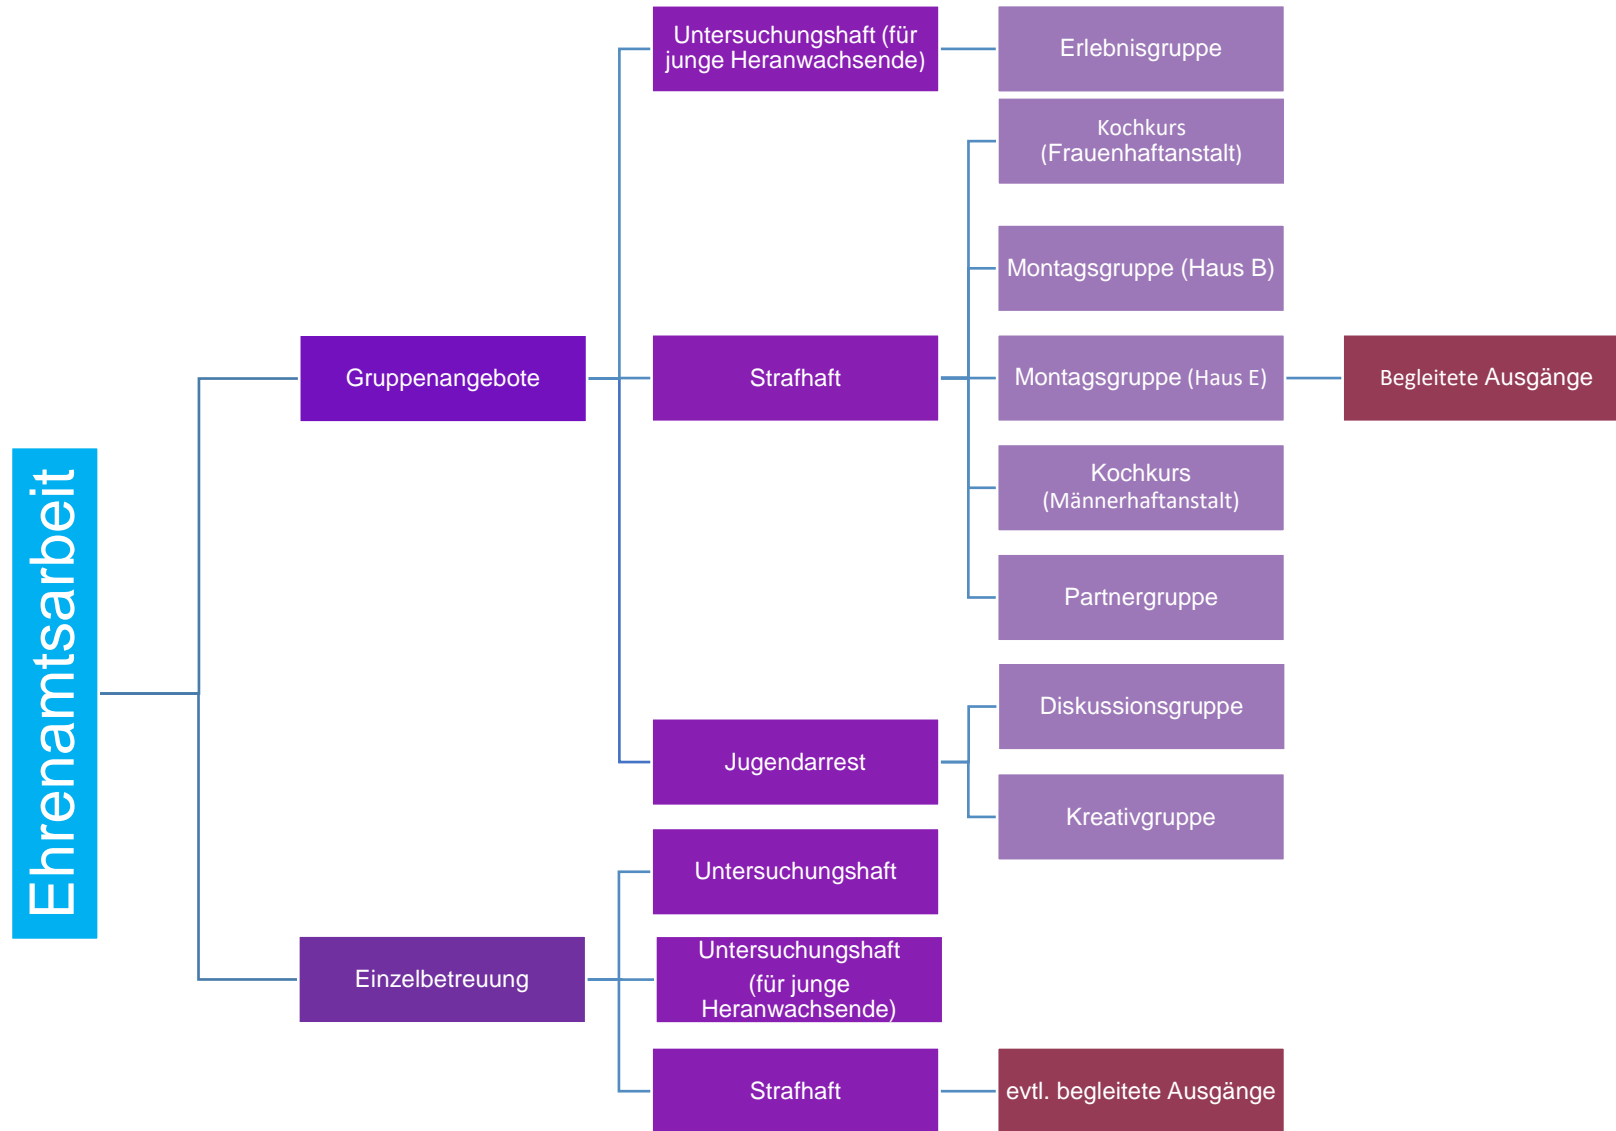 Ehrenamtsarbeit
Gruppenangebote
Untersuchungshaft (für
junge Heranwachsende)
Erlebnisgruppe
Strafhaft
Kochkurs
(Frauenhaftanstalt)
Montagsgruppe (Haus B)
Montagsgruppe (Haus E)
Begleitete Ausgänge
Kochkurs
(Männerhaftanstalt)
Partnergruppe
Jugendarrest
Diskussionsgruppe
Kreativgruppe
Einzelbetreuung
Untersuchungshaft
Untersuchungshaft
(für junge
Heranwachsende)
Strafhaft
evtl. begleitete Ausgänge